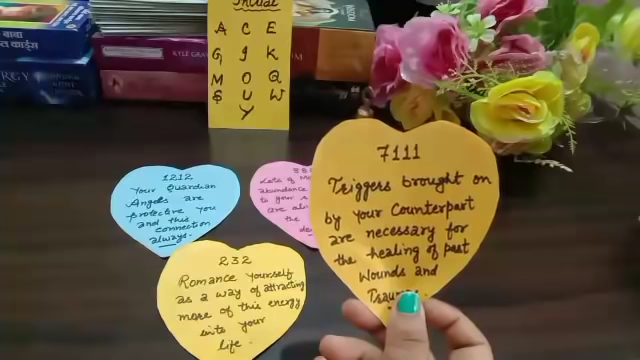 Initial
A C E
G I K
M O Q
S U W
Y
बाबा
कार्ड्स
KYLE GRAY
1212
Your Guardian
Angels are
protective you
and this
connection
always.
Lots of
abundance
to your
are
the
232
Romance Yourself
as a way of attracting
more of this energy
into your
life.
7111
Triggers brought on
by your Counterpart
are necessary for
the healing of past
Wounds and